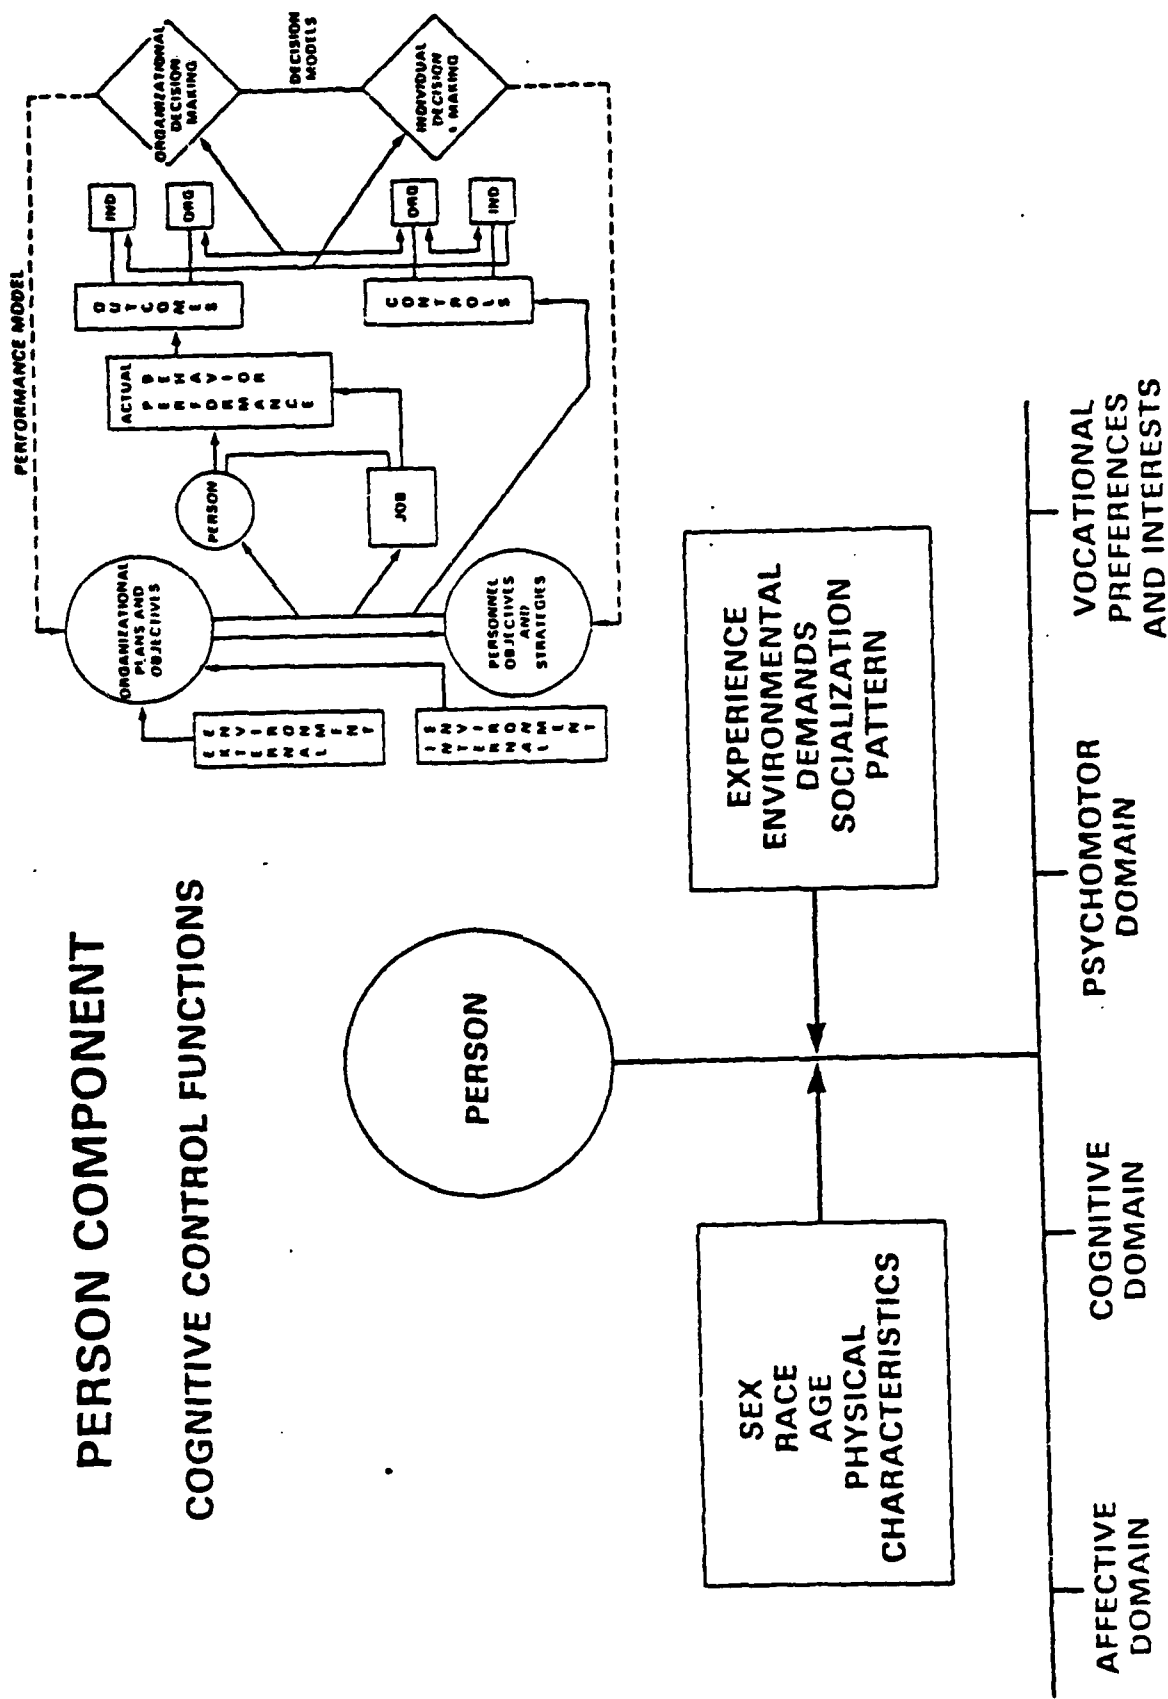 PERSON COMPONENT
COGNITIVE CONTROL FUNCTIONS
PERFORMANCE MODEL
ORGANIZATIONAL
PLANS AND
OBJECTIVES
EXTERNAL
ENVIRONMENT
INTERNAL
PERSONNEL
OBJECTIVES
AND
STRATEGIES
PERSON
JOB
ACTUAL
BEHAVIOR
PERFORMANCE
OUTCOMES
CONTROLS
IND
ORG
ORG
IND
ORGANIZATIONAL
DECISION
MAKING
DECISION
MODELS
INDIVIDUAL
DECISION
MAKING
PERSON
SEX
RACE
AGE
PHYSICAL
CHARACTERISTICS
EXPERIENCE
ENVIRONMENTAL
DEMANDS
SOCIALIZATION
PATTERN
AFFECTIVE
DOMAIN
COGNITIVE
DOMAIN
PSYCHOMOTOR
DOMAIN
VOCATIONAL
PREFERENCES
AND INTERESTS